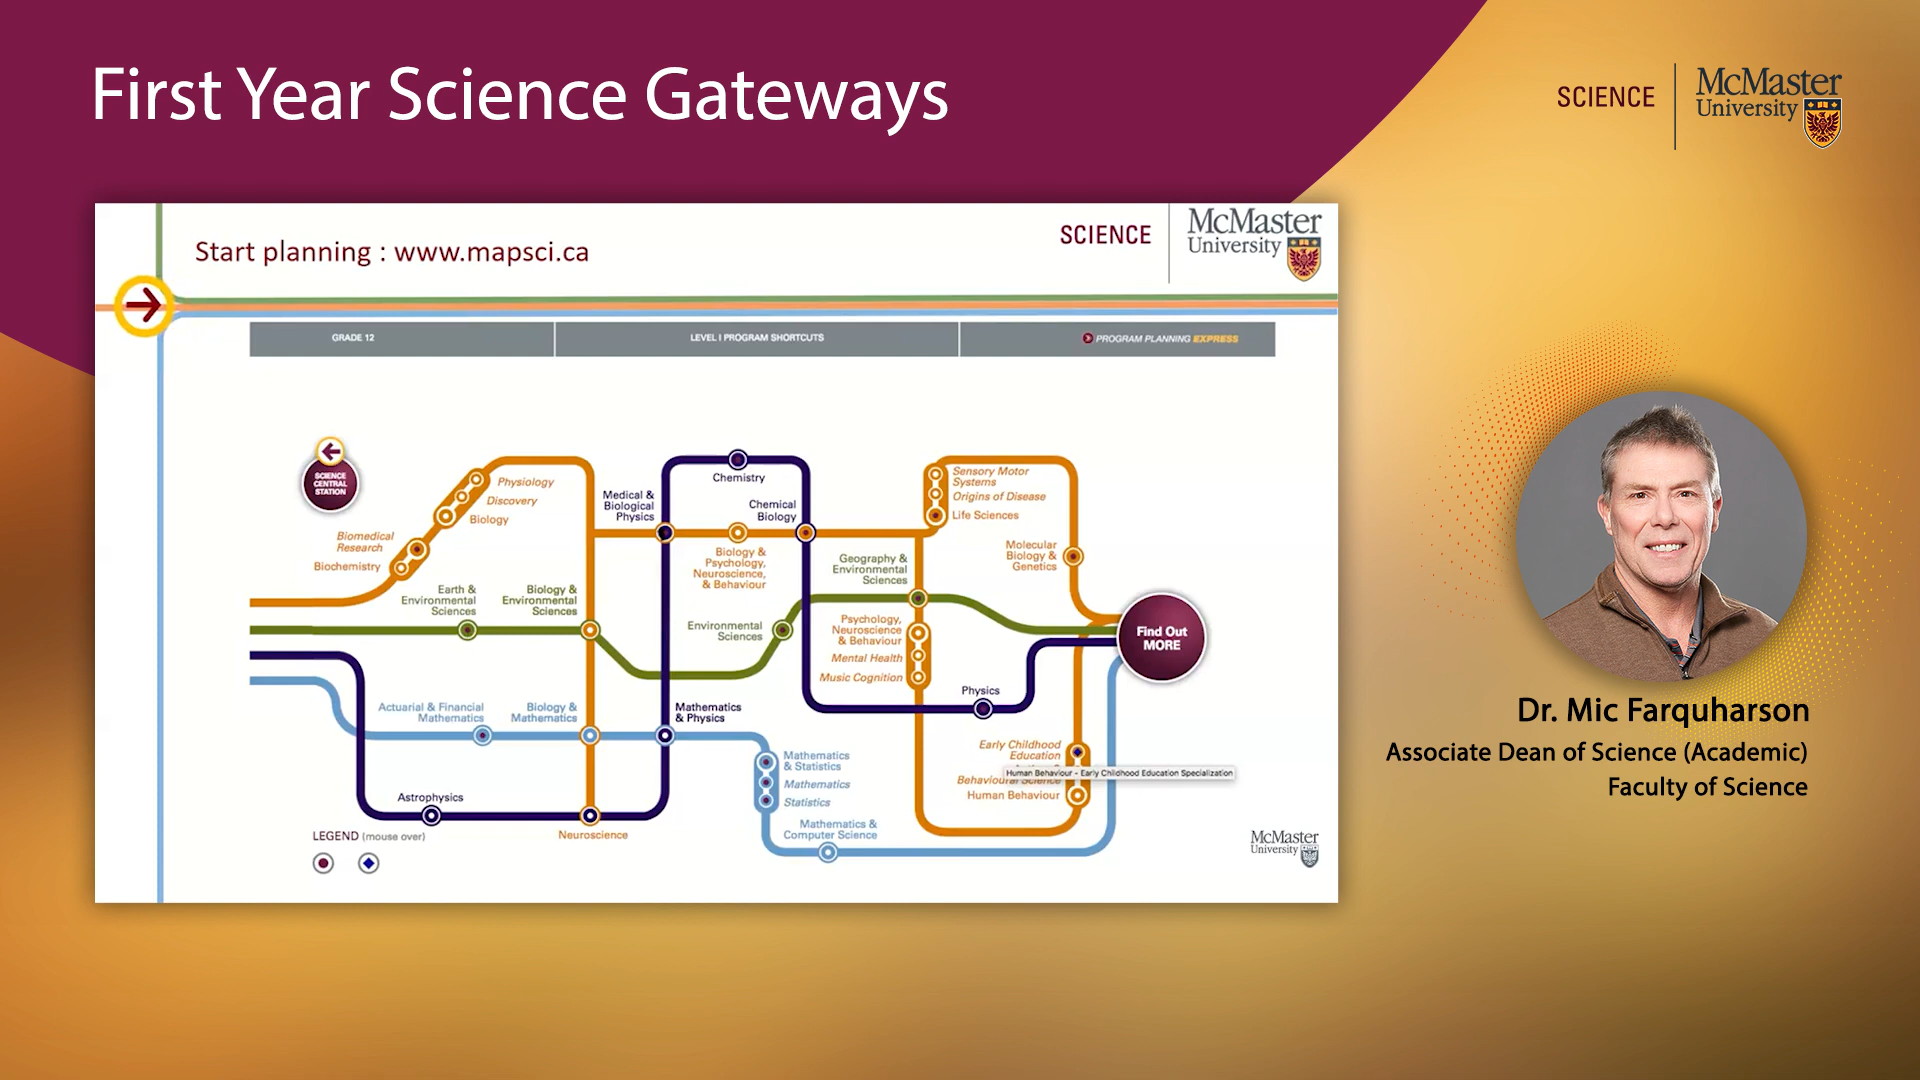 First Year Science Gateways
SCIENCE
McMaster
University
Start planning : www.mapsci.ca
SCIENCE
McMaster
University
GRADE 12
LEVEL I PROGRAM SHORTCUTS
PROGRAM PLANNING EXPRESS
SCIENCE
CENTRAL
STATION
Physiology
Discovery
Biology
Biomedical
Research
Biochemistry
Earth &
Environmental
Sciences
Biology &
Environmental
Sciences
Medical &
Biological
Physics
Chemistry
Chemical
Biology
Biology &
Psychology,
Neuroscience,
& Behaviour
Sensory Motor
Systems
Origins of Disease
Life Sciences
Molecular
Biology &
Genetics
Geography &
Environmental
Sciences
Environmental
Sciences
Psychology,
Neuroscience
& Behaviour
Mental Health
Music Cognition
Find Out
MORE
Physics
Actuarial & Financial
Mathematics
Biology &
Mathematics
Mathematics
& Physics
Mathematics
& Statistics
Mathematics
Statistics
Mathematics &
Computer Science
Early Childhood
Education
Human Behaviour - Early Childhood Education Specialization
Behavioural Science
Human Behaviour
Astrophysics
Neuroscience
LEGEND (mouse over)
McMaster
University
Dr. Mic Farquharson
Associate Dean of Science (Academic)
Faculty of Science